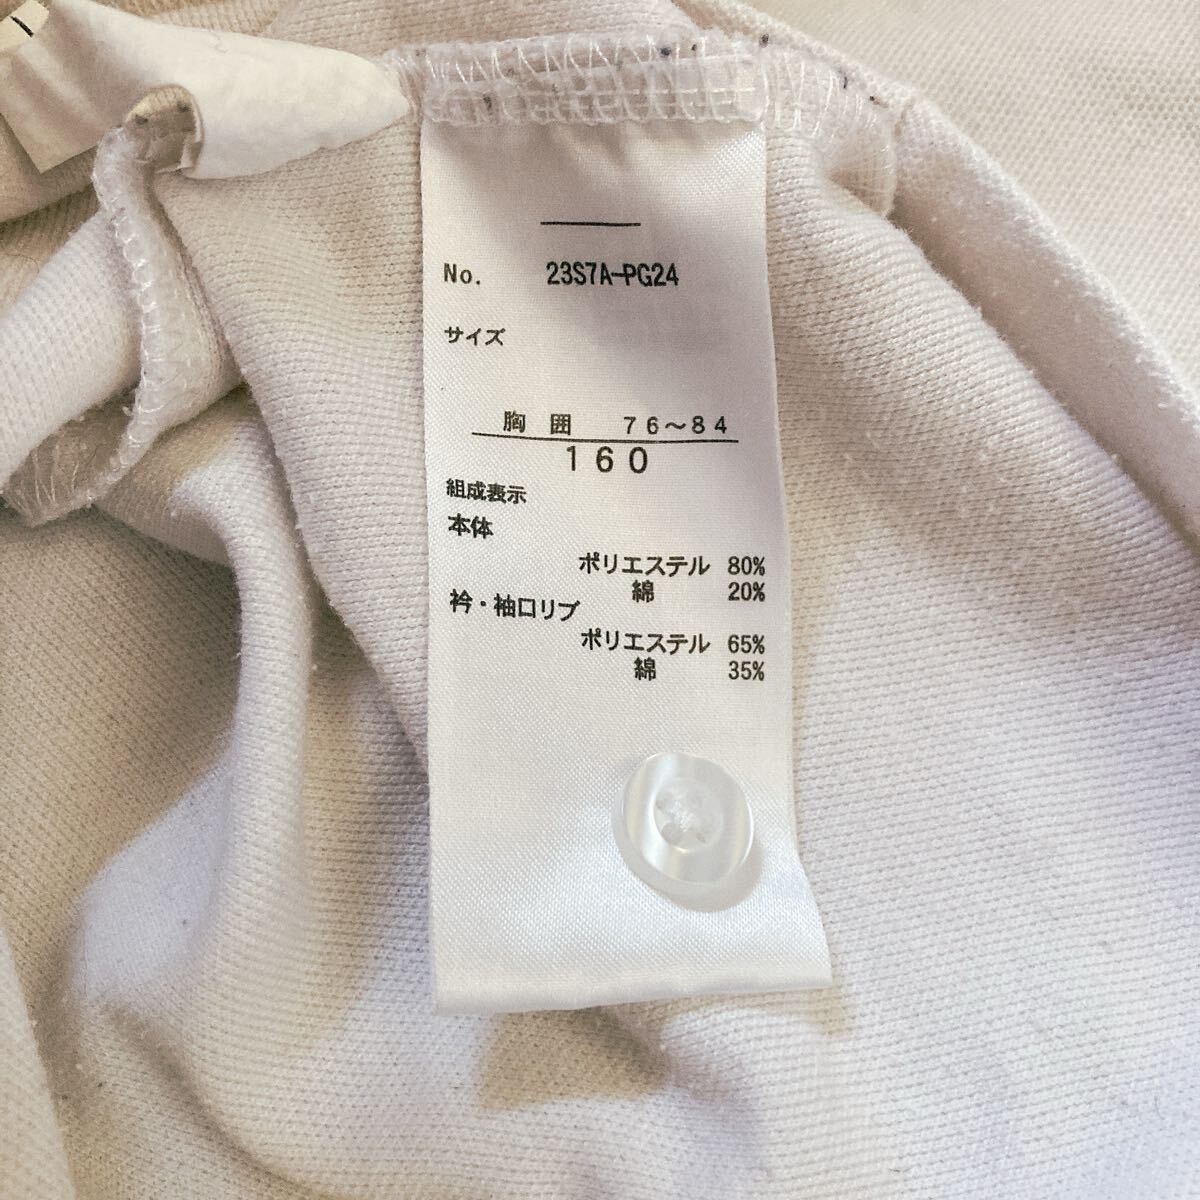 No. 23S7A-PG24
サイズ
胸囲 76～84
160
組成表示
本体
ポリエステル 80%
綿 20%
衿・袖口リブ
ポリエステル 65%
綿 35%